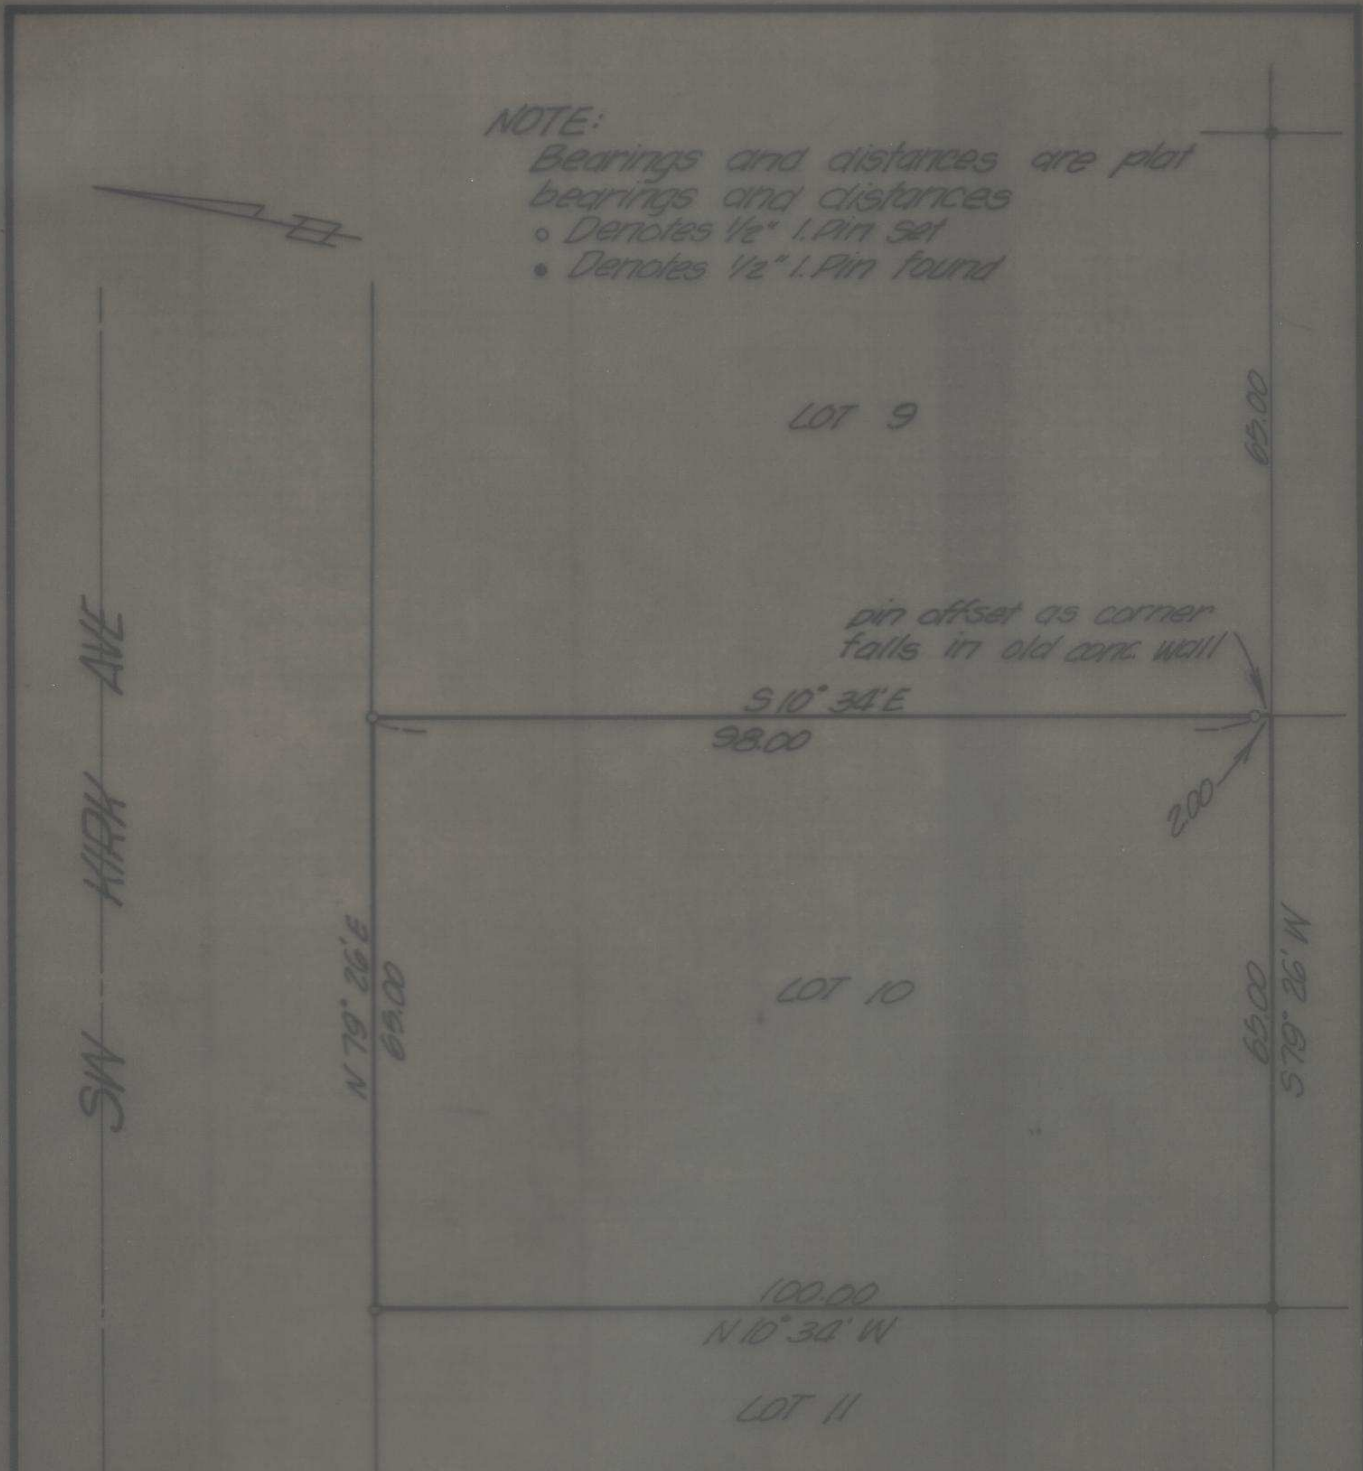 NOTE:
Bearings and distances are plat
bearings and distances
○ Denotes 1/2" I.Pin set
● Denotes 1/2" I.Pin found
LOT 9
65.00
pin offset as corner
falls in old conc. wall
S 10° 34' E
98.00
2.00
SW KIRK AVE
N 79° 26' E
65.00
LOT 10
65.00
S 79° 26' W
100.00
N 10° 34' W
LOT 11